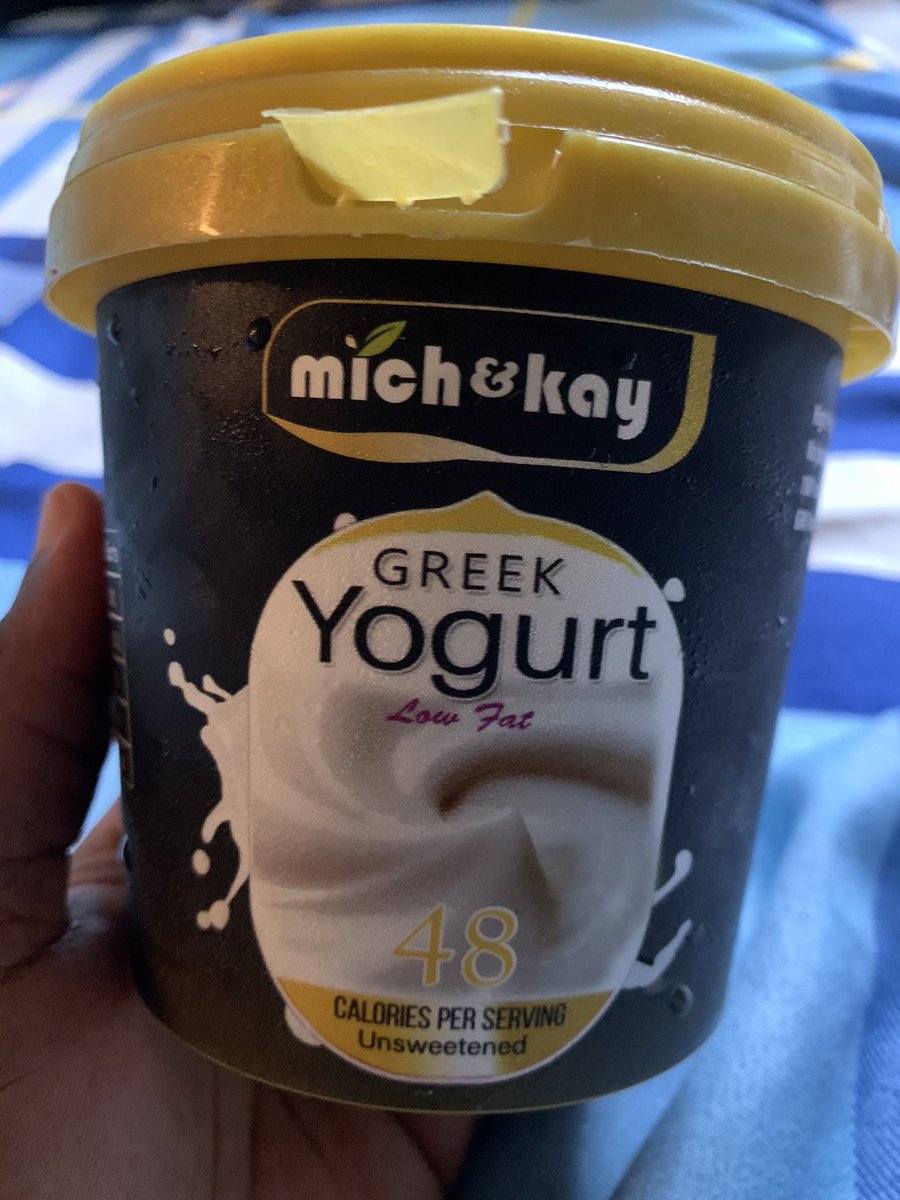 mich&kay
GREEK
Yogurt
Low Fat
48
CALORIES PER SERVING
Unsweetened